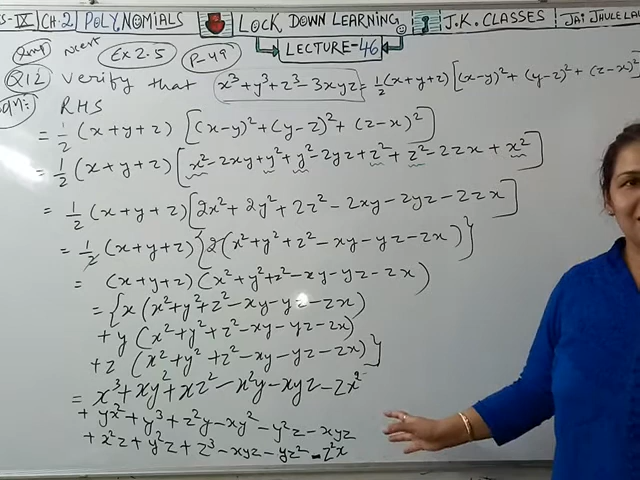 S-IX CH.2 POLYNOMIALS LOCK DOWN LEARNING J.K. CLASSES JAI JHULELA
LECTURE-46
Ncert Ex 2.5 P-49
Q12 Verify that x³+y³+z³-3xyz = 1/2(x+y+z)[(x-y)²+(y-z)²+(z-x)²
Soln: RHS
= 1/2 (x+y+z) [(x-y)²+(y-z)²+(z-x)²]
= 1/2 (x+y+z) [x²-2xy+y²+y²-2yz+z²+z²-2zx+x²]
= 1/2 (x+y+z) [2x²+2y²+2z²-2xy-2yz-2zx]
= 1/2 (x+y+z) {2(x²+y²+z²-xy-yz-zx)}
= (x+y+z) (x²+y²+z²-xy-yz-zx)
= {x(x²+y²+z²-xy-yz-zx)
+ y (x²+y²+z²-xy-yz-zx)
+ z (x²+y²+z²-xy-yz-zx)}
= x³+xy²+xz²-x²y-xyz-zx²
+ yx²+y³+z²y-xy²-y²z-xyz
+ x²z+y²z+z³-xyz-yz²-z²x